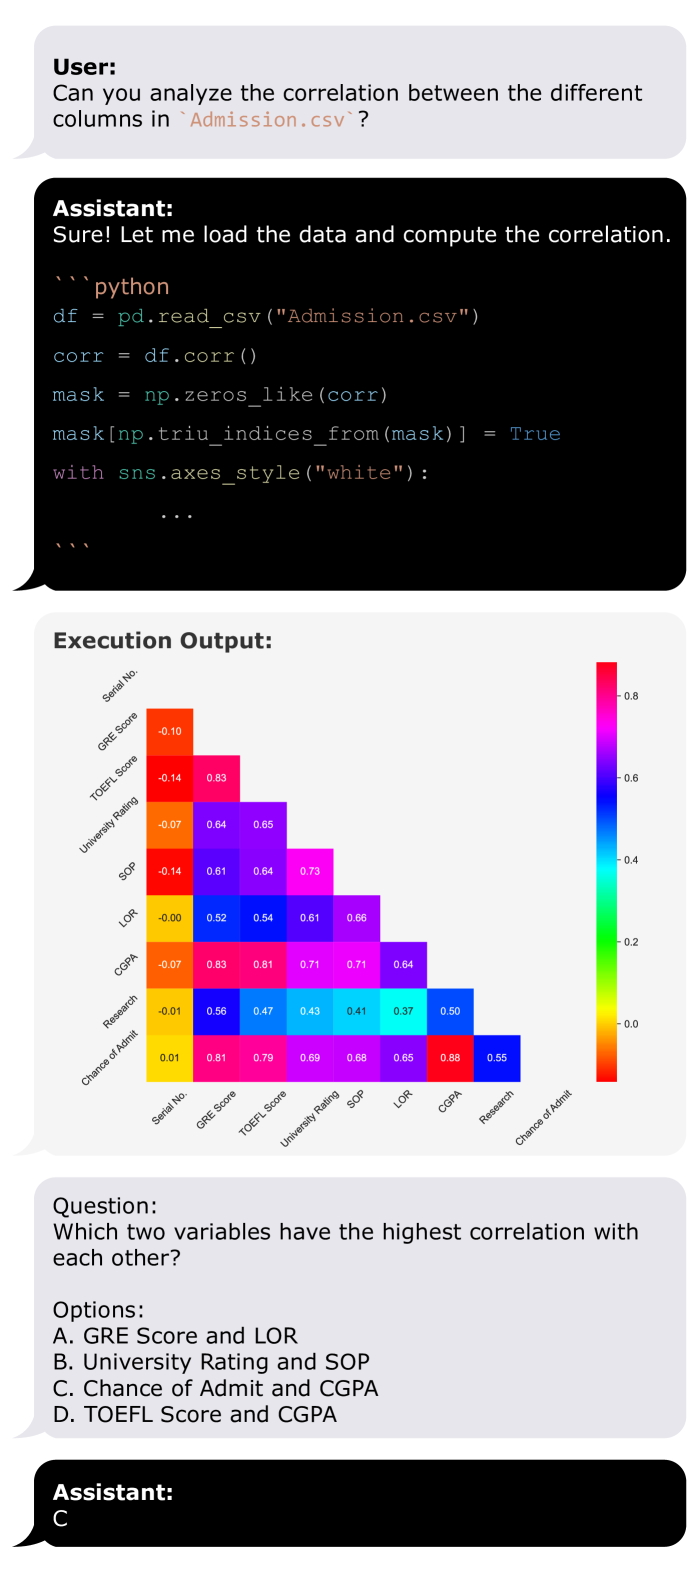 User:
Can you analyze the correlation between the different
columns in `Admission.csv`?
Assistant:
Sure! Let me load the data and compute the correlation.
```python
df = pd.read_csv("Admission.csv")
corr = df.corr()
mask = np.zeros_like(corr)
mask[np.triu_indices_from(mask)] = True
with sns.axes_style("white"):
...
```
Execution Output:
Serial No.
GRE Score -0.10
TOEFL Score -0.14 0.83
University Rating -0.07 0.64 0.65
SOP -0.14 0.61 0.64 0.73
LOR -0.00 0.52 0.54 0.61 0.66
CGPA -0.07 0.83 0.81 0.71 0.71 0.64
Research -0.01 0.56 0.47 0.43 0.41 0.37 0.50
Chance of Admit 0.01 0.81 0.79 0.69 0.68 0.65 0.88 0.55
Serial No. GRE Score TOEFL Score University Rating SOP LOR CGPA Research Chance of Admit
0.8
0.6
0.4
0.2
0.0
Question:
Which two variables have the highest correlation with
each other?
Options:
A. GRE Score and LOR
B. University Rating and SOP
C. Chance of Admit and CGPA
D. TOEFL Score and CGPA
Assistant:
C